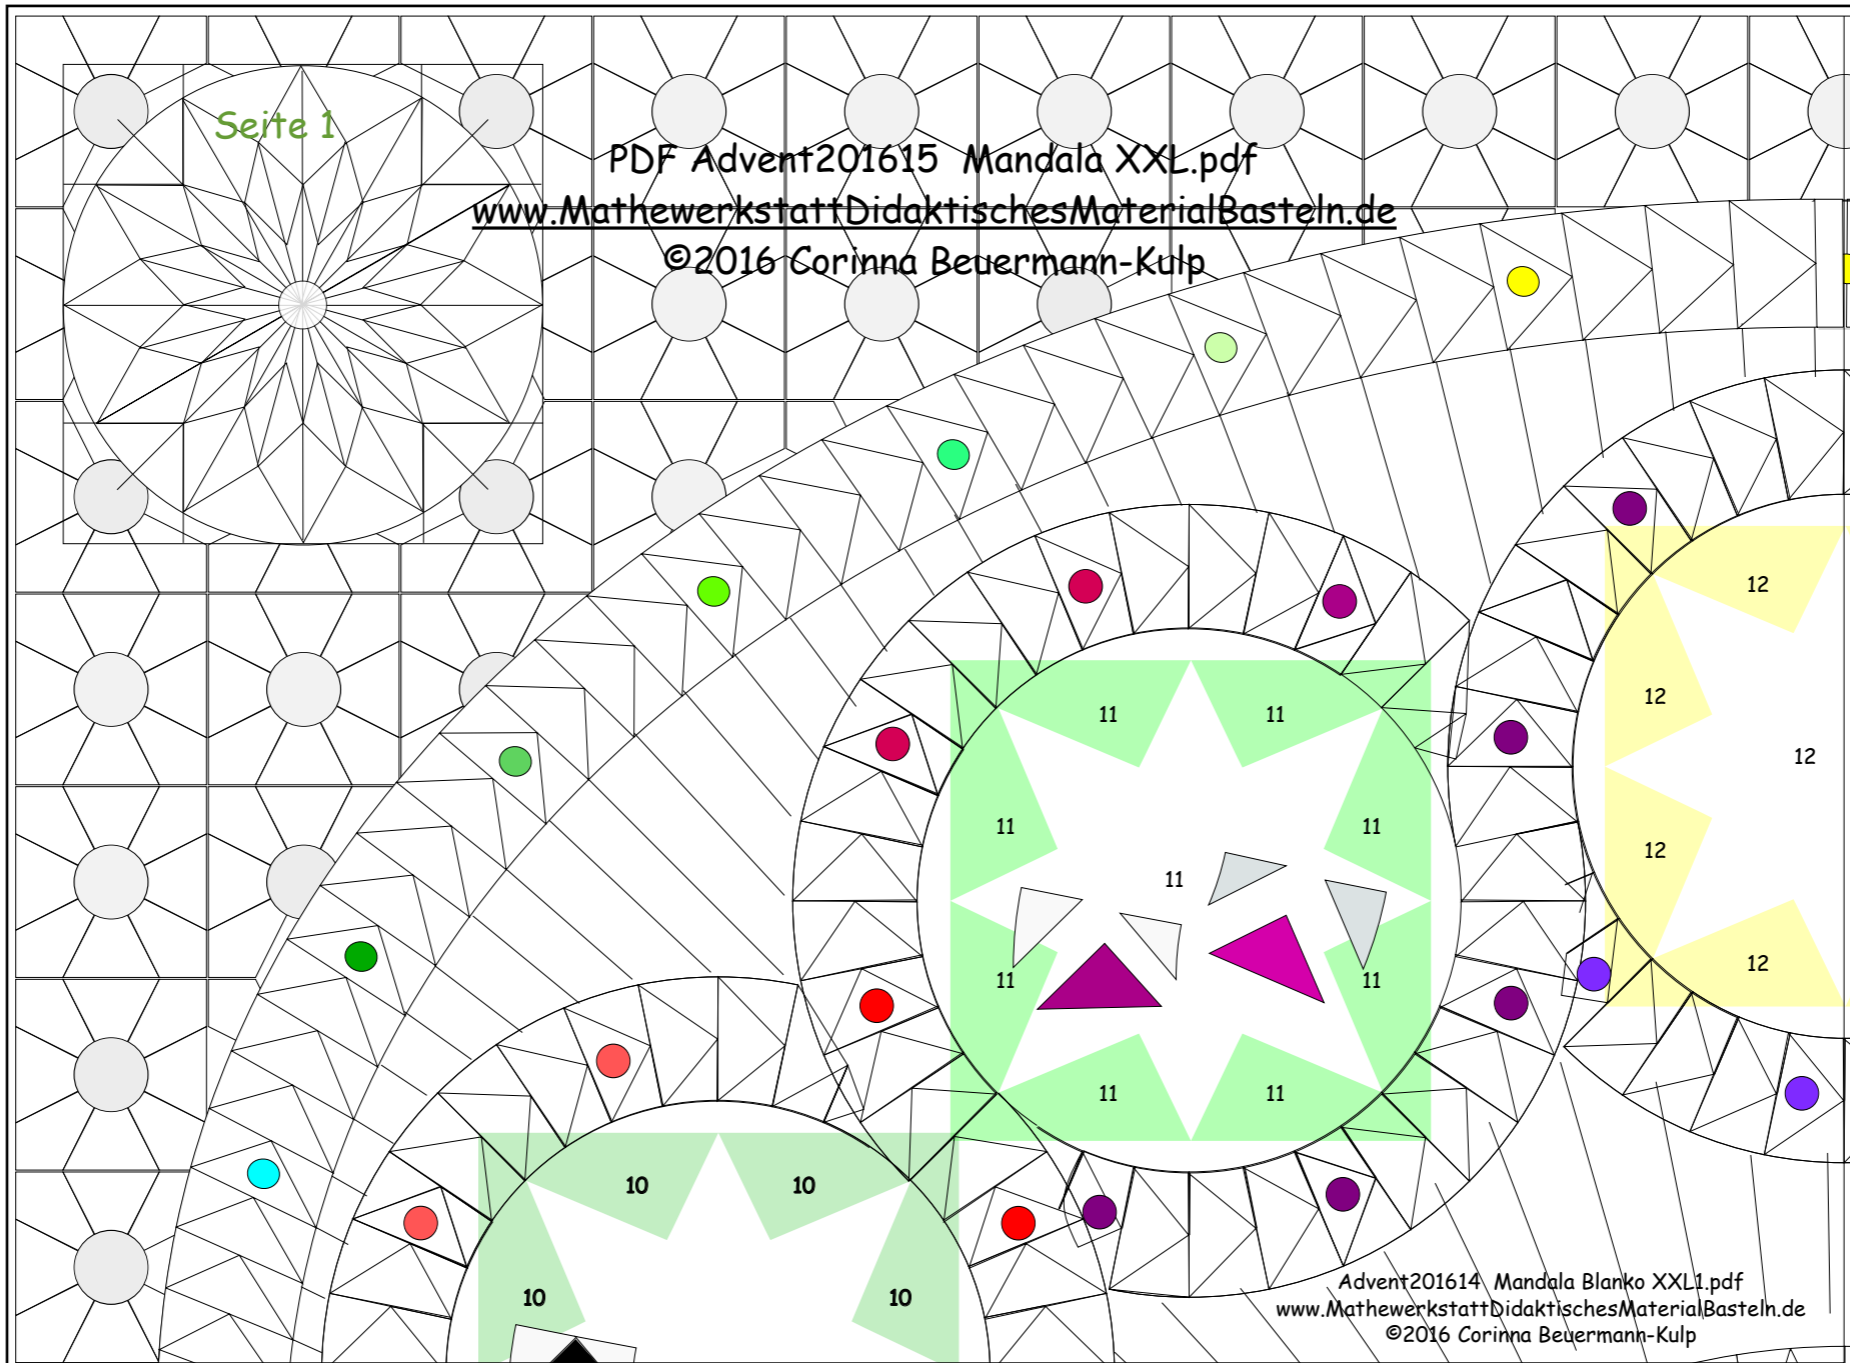 Seite 1
PDF Advent201615 Mandala XXL.pdf
www.MathewerkstattDidaktischesMaterialBasteln.de
©2016 Corinna Beuermann-Kulp
12
11 11
12
12
11 11
12
11
11 11
12
11 11
10 10
10 10
Advent201614 Mandala Blanko XXL1.pdf
www.MathewerkstattDidaktischesMaterialBasteln.de
©2016 Corinna Beuermann-Kulp